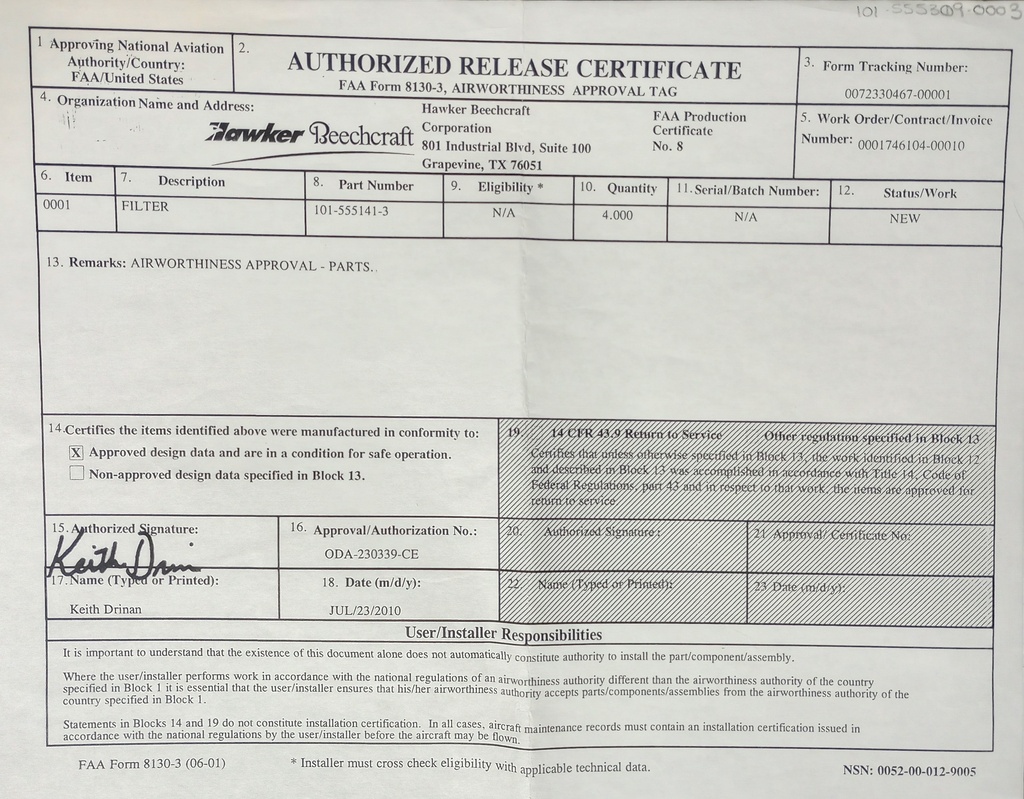 101-555309-0003
1 Approving National Aviation Authority/Country: FAA/United States
2.
AUTHORIZED RELEASE CERTIFICATE
FAA Form 8130-3, AIRWORTHINESS APPROVAL TAG
3. Form Tracking Number:
0072330467-00001
4. Organization Name and Address:
Hawker Beechcraft
Hawker Beechcraft
Corporation
801 Industrial Blvd, Suite 100
Grapevine, TX 76051
FAA Production
Certificate
No. 8
5. Work Order/Contract/Invoice
Number: 0001746104-00010
6. Item 7. Description 8. Part Number 9. Eligibility * 10. Quantity 11. Serial/Batch Number: 12. Status/Work
0001 FILTER 101-555141-3 N/A 4.000 N/A NEW
13. Remarks: AIRWORTHINESS APPROVAL - PARTS.
14. Certifies the items identified above were manufactured in conformity to:
X Approved design data and are in a condition for safe operation.
Non-approved design data specified in Block 13.
19. 14 CFR 43.9 Return to Service Other regulation specified in Block 13
Certifies that unless otherwise specified in Block 13, the work identified in Block 12
and described in Block 13 was accomplished in accordance with Title 14, Code of
Federal Regulations, part 43 and in respect to that work, the items are approved for
return to service
15. Authorized Signature:
Keith Drinan
16. Approval/Authorization No.:
ODA-230339-CE
20. Authorized Signature:
21 Approval/ Certificate No:
17. Name (Typed or Printed):
Keith Drinan
18. Date (m/d/y):
JUL/23/2010
22. Name (Typed or Printed):
23 Date (m/d/y):
User/Installer Responsibilities
It is important to understand that the existence of this document alone does not automatically constitute authority to install the part/component/assembly.
Where the user/installer performs work in accordance with the national regulations of an airworthiness authority different than the airworthiness authority of the country
specified in Block 1 it is essential that the user/installer ensures that his/her airworthiness authority accepts parts/components/assemblies from the airworthiness authority of the
country specified in Block 1.
Statements in Blocks 14 and 19 do not constitute installation certification. In all cases, aircraft maintenance records must contain an installation certification issued in
accordance with the national regulations by the user/installer before the aircraft may be flown.
FAA Form 8130-3 (06-01)
* Installer must cross check eligibility with applicable technical data.
NSN: 0052-00-012-9005